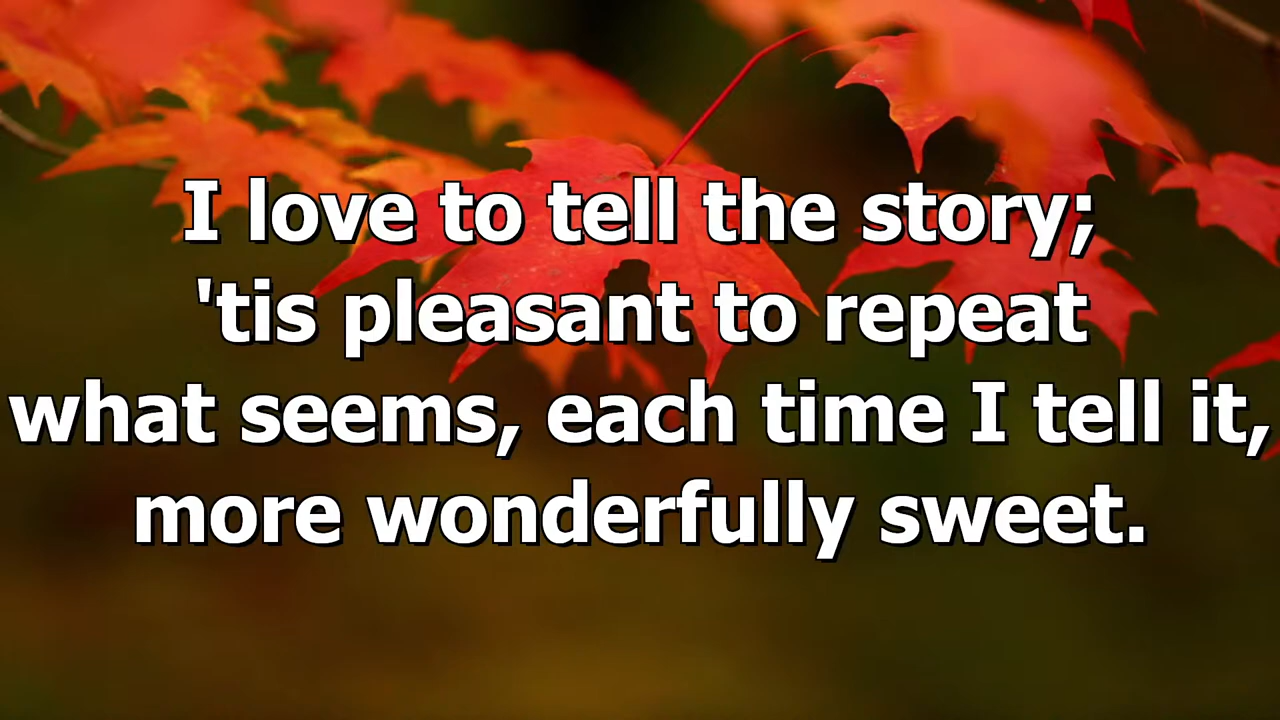 I love to tell the story;
'tis pleasant to repeat
what seems, each time I tell it,
more wonderfully sweet.